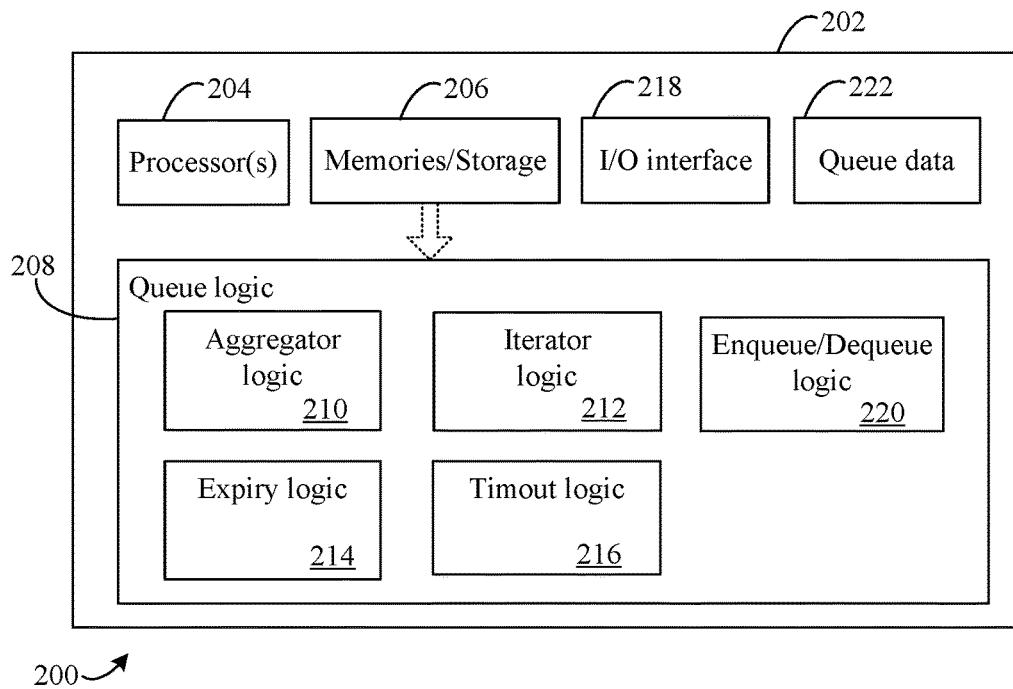 202
204
206
218
222
Processor(s)
Memories/Storage
I/O interface
Queue data
208
Queue logic
Aggregator
logic
210
Iterator
logic
212
Enqueue/Dequeue
logic
220
Expiry logic
214
Timout logic
216
200